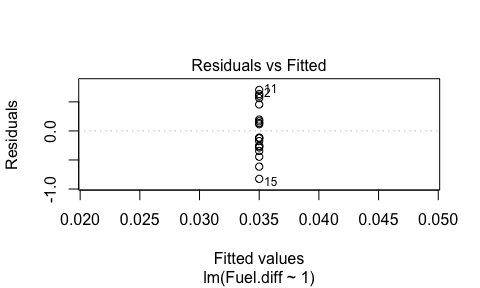 Residuals vs Fitted
Residuals
0.0
-1.0
11
2
15
0.020 0.025 0.030 0.035 0.040 0.045 0.050
Fitted values
lm(Fuel.diff ~ 1)